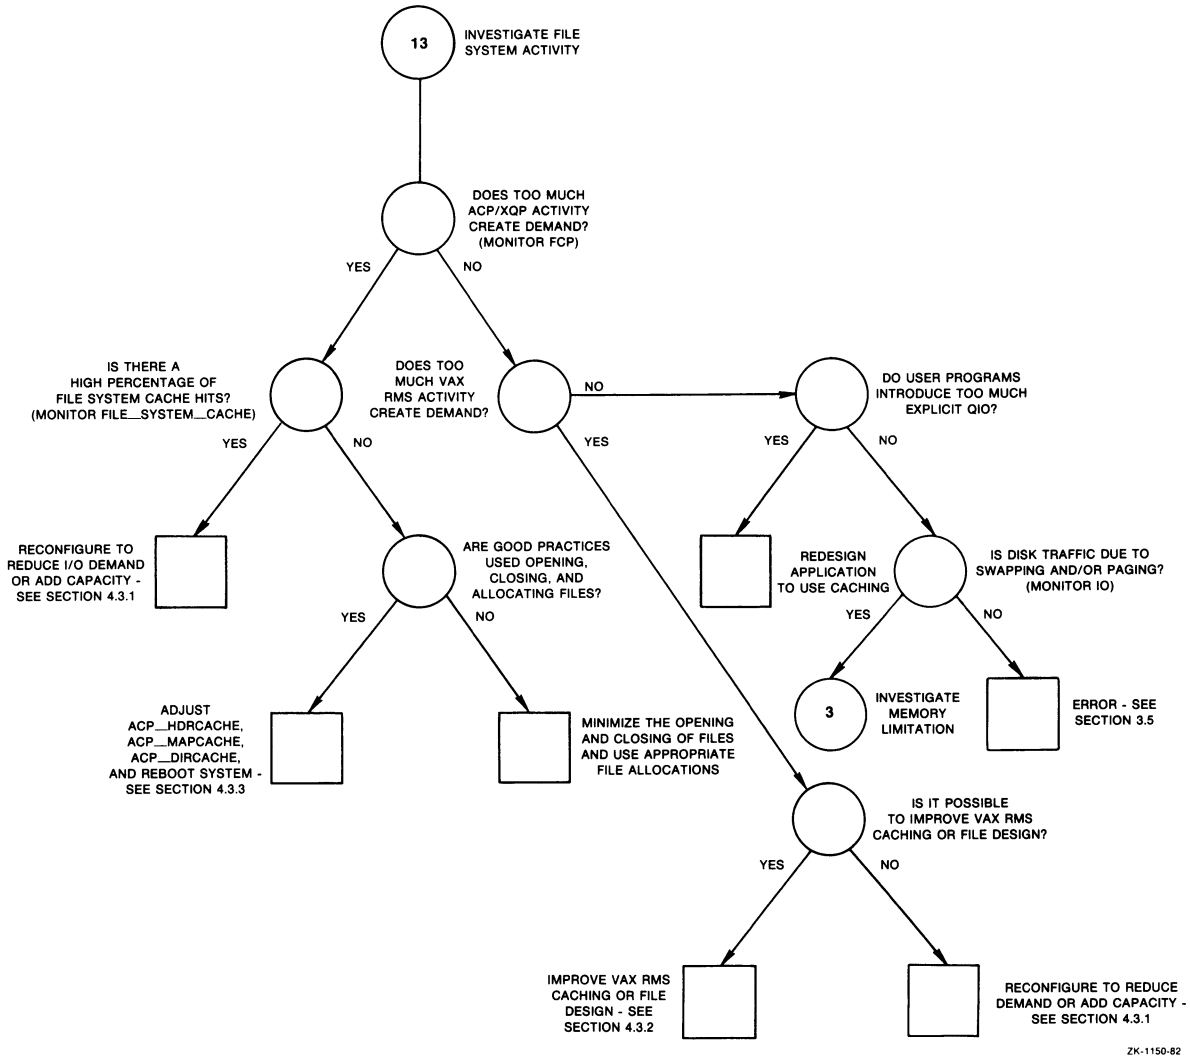 13
INVESTIGATE FILE
SYSTEM ACTIVITY
DOES TOO MUCH
ACP/XQP ACTIVITY
CREATE DEMAND?
(MONITOR FCP)
YES
NO
IS THERE A
HIGH PERCENTAGE OF
FILE SYSTEM CACHE HITS?
(MONITOR FILE__SYSTEM__CACHE)
DOES TOO
MUCH VAX
RMS ACTIVITY
CREATE DEMAND?
NO
DO USER PROGRAMS
INTRODUCE TOO MUCH
EXPLICIT QIO?
YES
NO
YES
YES
NO
RECONFIGURE TO
REDUCE I/O DEMAND
OR ADD CAPACITY -
SEE SECTION 4.3.1
ARE GOOD PRACTICES
USED OPENING,
CLOSING, AND
ALLOCATING FILES?
REDESIGN
APPLICATION
TO USE CACHING
IS DISK TRAFFIC DUE TO
SWAPPING AND/OR PAGING?
(MONITOR IO)
YES
NO
YES
NO
ADJUST
ACP__HDRCACHE,
ACP__MAPCACHE,
ACP__DIRCACHE,
AND REBOOT SYSTEM -
SEE SECTION 4.3.3
MINIMIZE THE OPENING
AND CLOSING OF FILES
AND USE APPROPRIATE
FILE ALLOCATIONS
3
INVESTIGATE
MEMORY
LIMITATION
ERROR - SEE
SECTION 3.5
IS IT POSSIBLE
TO IMPROVE VAX RMS
CACHING OR FILE DESIGN?
YES
NO
IMPROVE VAX RMS
CACHING OR FILE
DESIGN - SEE
SECTION 4.3.2
RECONFIGURE TO REDUCE
DEMAND OR ADD CAPACITY -
SEE SECTION 4.3.1
ZK-1150-82